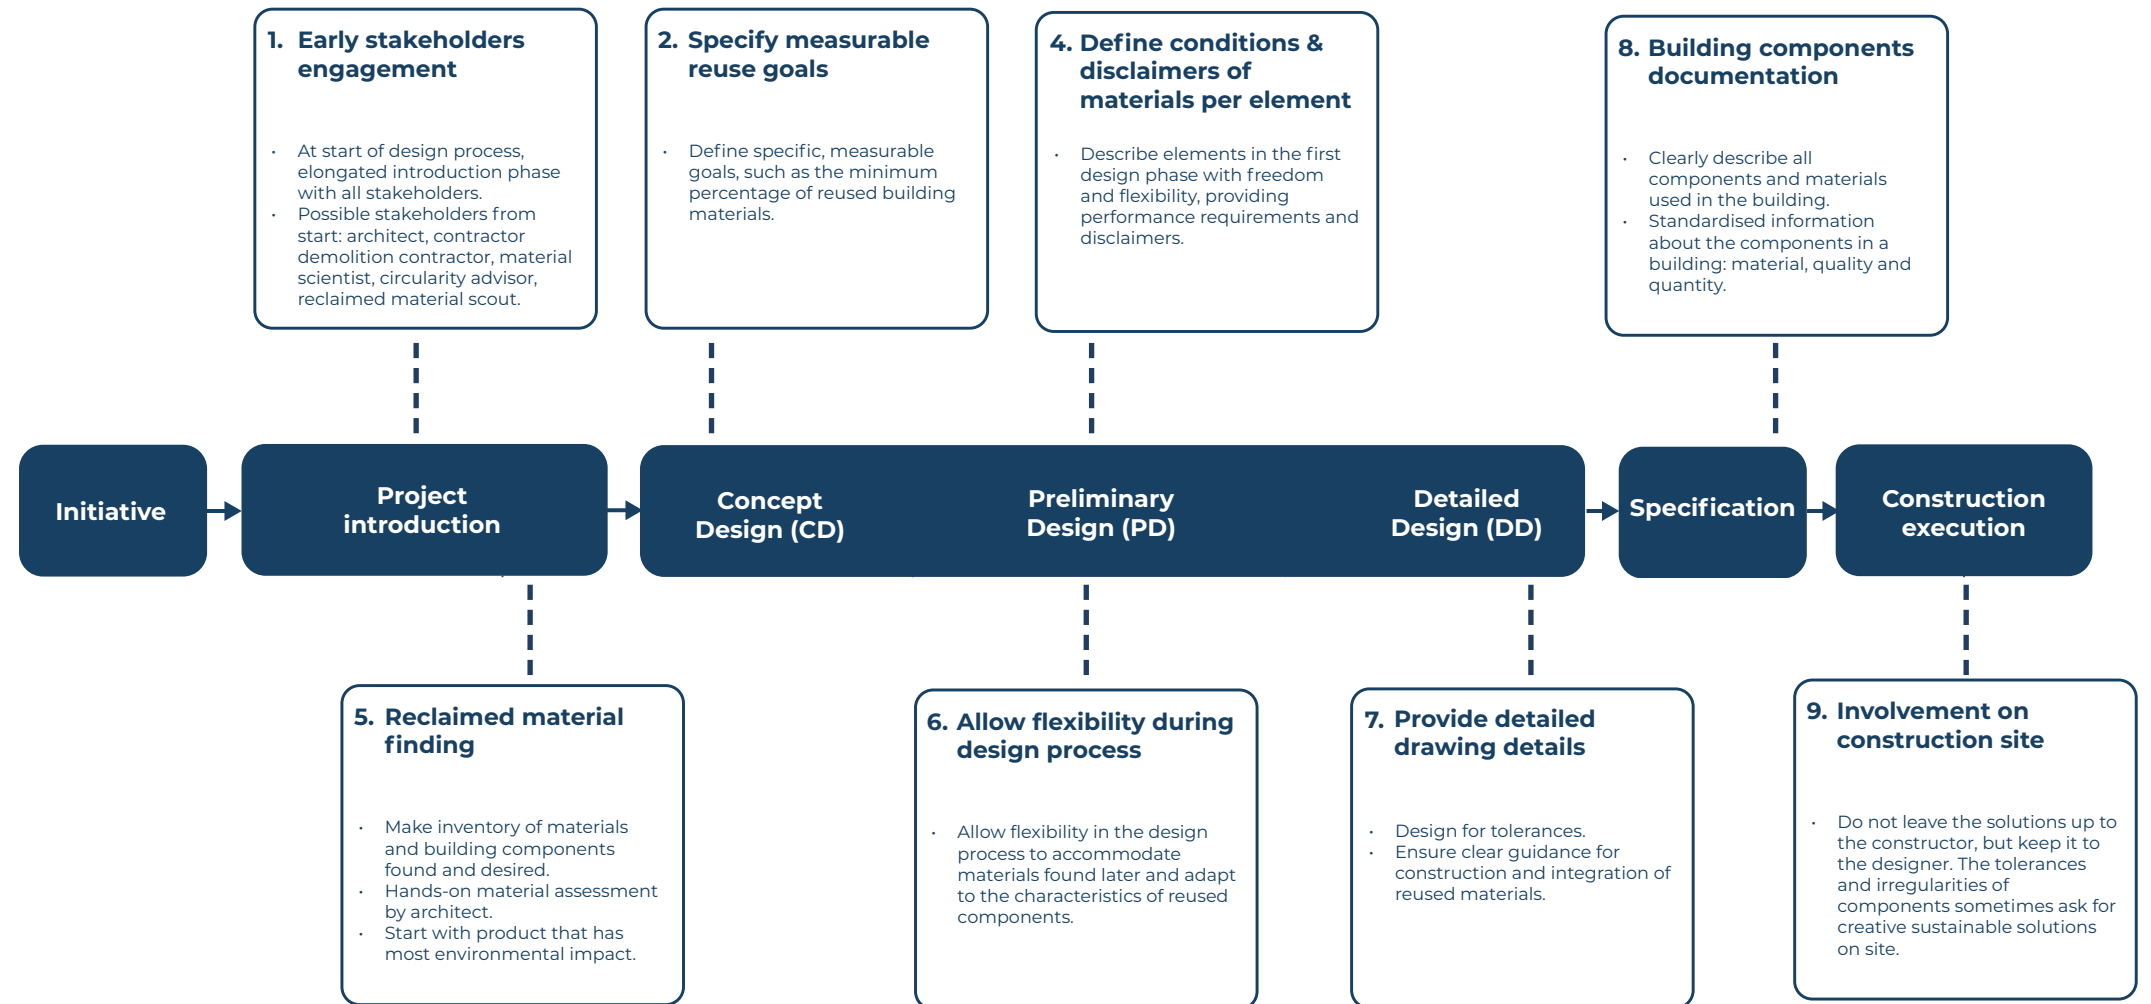 1. Early stakeholders
engagement
• At start of design process,
elongated introduction phase
with all stakeholders.
• Possible stakeholders from
start: architect, contractor
demolition contractor, material
scientist, circularity advisor,
reclaimed material scout.
2. Specify measurable
reuse goals
• Define specific, measurable
goals, such as the minimum
percentage of reused building
materials.
4. Define conditions &
disclaimers of
materials per element
• Describe elements in the first
design phase with freedom
and flexibility, providing
performance requirements and
disclaimers.
8. Building components
documentation
• Clearly describe all
components and materials
used in the building.
• Standardised information
about the components in a
building: material, quality and
quantity.
Initiative
Project
introduction
Concept
Design (CD)
Preliminary
Design (PD)
Detailed
Design (DD)
Specification
Construction
execution
5. Reclaimed material
finding
• Make inventory of materials
and building components
found and desired.
• Hands-on material assessment
by architect.
• Start with product that has
most environmental impact.
6. Allow flexibility during
design process
• Allow flexibility in the design
process to accommodate
materials found later and adapt
to the characteristics of reused
components.
7. Provide detailed
drawing details
• Design for tolerances.
• Ensure clear guidance for
construction and integration of
reused materials.
9. Involvement on
construction site
• Do not leave the solutions up to
the constructor, but keep it to
the designer. The tolerances
and irregularities of
components sometimes ask for
creative sustainable solutions
on site.